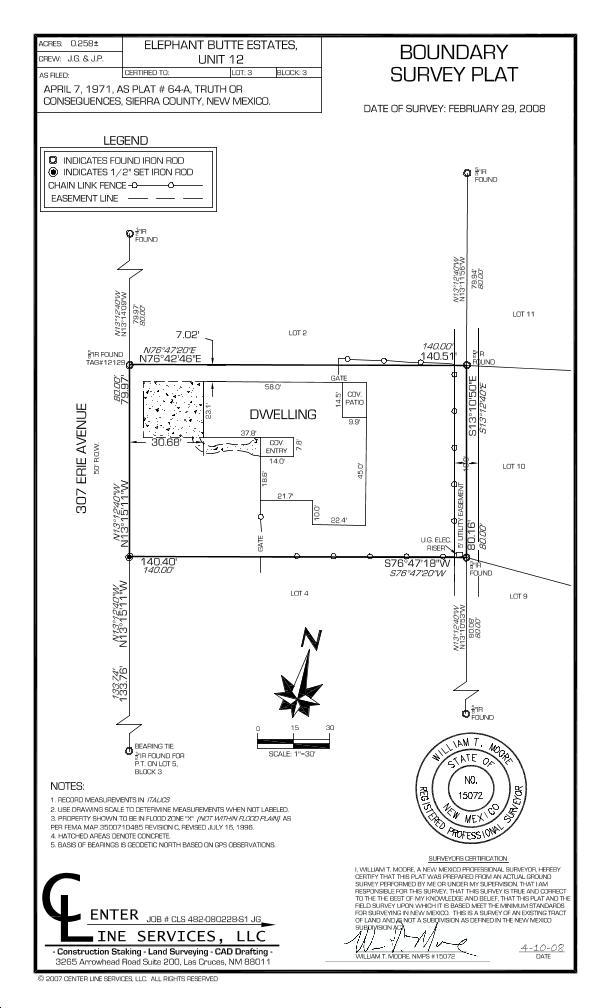 ACRES: 0.258±
CREW: J.G. & J.P.
ELEPHANT BUTTE ESTATES,
UNIT 12
AS FILED:
CERTIFIED TO:
LOT: 3
BLOCK: 3
APRIL 7, 1971, AS PLAT # 64-A, TRUTH OR
CONSEQUENCES, SIERRA COUNTY, NEW MEXICO.
BOUNDARY
SURVEY PLAT
DATE OF SURVEY: FEBRUARY 29, 2008
LEGEND
INDICATES FOUND IRON ROD
INDICATES 1/2" SET IRON ROD
CHAIN LINK FENCE
EASEMENT LINE
FOUND
FOUND
N13°12'40"W
N13°14'09"W
79.97'
80.00'
N13°12'40"W
N13°11'56"W
79.94'
80.00'
LOT 11
7.02'
LOT 2
N76°47'20"E
N76°42'46"E
140.00'
140.51'
FOUND
TAG#12129
FOUND
GATE
80.00'
79.97'
58.0'
23.1'
DWELLING
14.5'
COV.
PATIO
9.9'
S13°10'50"E
S13°12'40"E
307 ERIE AVENUE
50' R.O.W.
30.68'
37.8'
COV.
ENTRY
7.8'
14.0'
18.6'
45.0'
LOT 10
21.7'
10.0'
22.4'
5' UTILITY EASEMENT
N13°12'40"W
N13°15'11"W
GATE
U.G. ELEC.
RISER
80.16'
80.00'
140.40'
140.00'
S76°47'18"W
S76°47'20"W
FOUND
LOT 4
LOT 9
N13°12'40"W
N13°15'11"W
133.74'
133.76'
N13°12'40"W
N13°10'53"W
80.08'
80.00'
FOUND
N
0 15 30
SCALE: 1"=30'
BEARING TIE
FOUND FOR
P.T. ON LOT 5,
BLOCK 3
WILLIAM T. MOORE
STATE OF
NO.
15072
NEW MEXICO
REGISTERED PROFESSIONAL SURVEYOR
NOTES:
1. RECORD MEASUREMENTS IN ITALICS
2. USE DRAWING SCALE TO DETERMINE MEASUREMENTS WHEN NOT LABELED.
3. PROPERTY SHOWN TO BE IN FLOOD ZONE "X" (NOT WITHIN FLOOD PLAIN) AS
PER FEMA MAP 35D0710485 REVISION C, REVISED JULY 16, 1996.
4. HATCHED AREAS DENOTE CONCRETE.
5. BASIS OF BEARINGS IS GEODETIC NORTH BASED ON GPS OBSERVATIONS.
SURVEYORS CERTIFICATION
I, WILLIAM T. MOORE, A NEW MEXICO PROFESSIONAL SURVEYOR, HEREBY
CERTIFY THAT THIS PLAT WAS PREPARED FROM AN ACTUAL GROUND
SURVEY PERFORMED BY ME OR UNDER MY SUPERVISION, THAT I AM
RESPONSIBLE FOR THIS SURVEY, THAT THIS SURVEY IS TRUE AND CORRECT
TO THE THE BEST OF MY KNOWLEDGE AND BELIEF, THAT THIS PLAT AND THE
FIELD SURVEY UPON WHICH IT IS BASED MEET THE MINIMUM STANDARDS
FOR SURVEYING IN NEW MEXICO. THIS IS A SURVEY OF AN EXISTING TRACT
OF LAND AND IS NOT A SUBDIVISION AS DEFINED IN THE NEW MEXICO
SUBDIVISION ACT.
CENTER
JOB # CLS 482-080228-S1 JG
LINE SERVICES, LLC
- Construction Staking - Land Surveying - CAD Drafting -
3265 Arrowhead Road Suite 200, Las Cruces, NM 88011
WILLIAM T. MOORE, NMPS #15072
4-10-08
DATE
© 2007 CENTER LINE SERVICES, LLC. ALL RIGHTS RESERVED